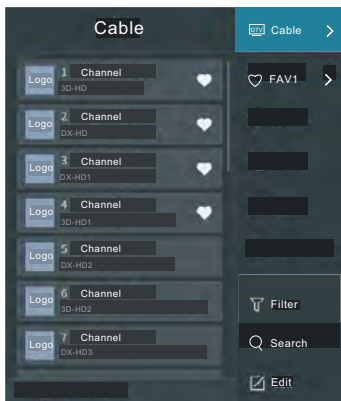 Cable
Logo
1 Channel
3D-HD
Logo
2 Channel
DX-HD
Logo
3 Channel
DX-HD1
Logo
4 Channel
3D-HD1
Logo
5 Channel
DX-HD2
Logo
6 Channel
3D-HD2
Logo
7 Channel
DX-HD3
DTV Cable
FAV1
Filter
Search
Edit